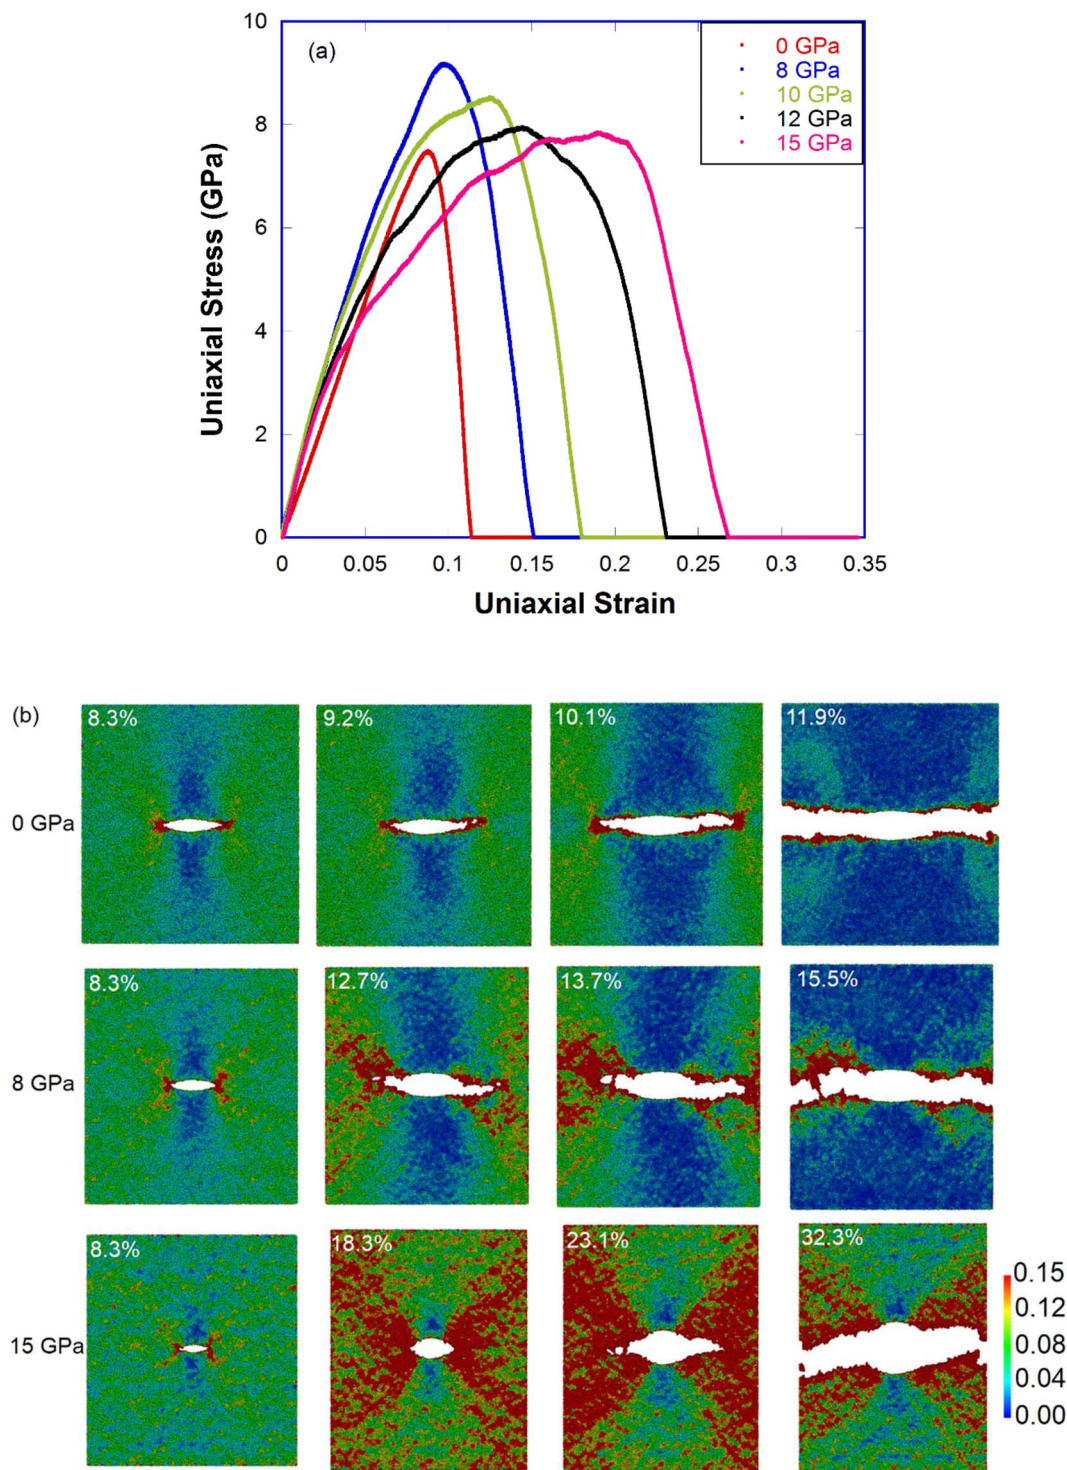 (a)
0 GPa
8 GPa
10 GPa
12 GPa
15 GPa
Uniaxial Stress (GPa)
10
8
6
4
2
0
0 0.05 0.1 0.15 0.2 0.25 0.3 0.35
Uniaxial Strain
(b)
8.3% 9.2% 10.1% 11.9%
0 GPa
8.3% 12.7% 13.7% 15.5%
8 GPa
8.3% 18.3% 23.1% 32.3%
15 GPa
0.15
0.12
0.08
0.04
0.00